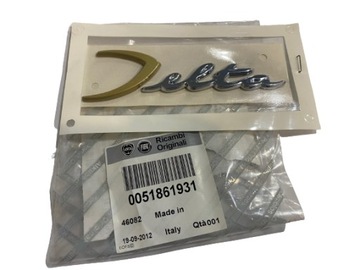 Delta
Ricambi
Originali
0051861931
46082 Made in
19-09-2012 Italy Qtà001